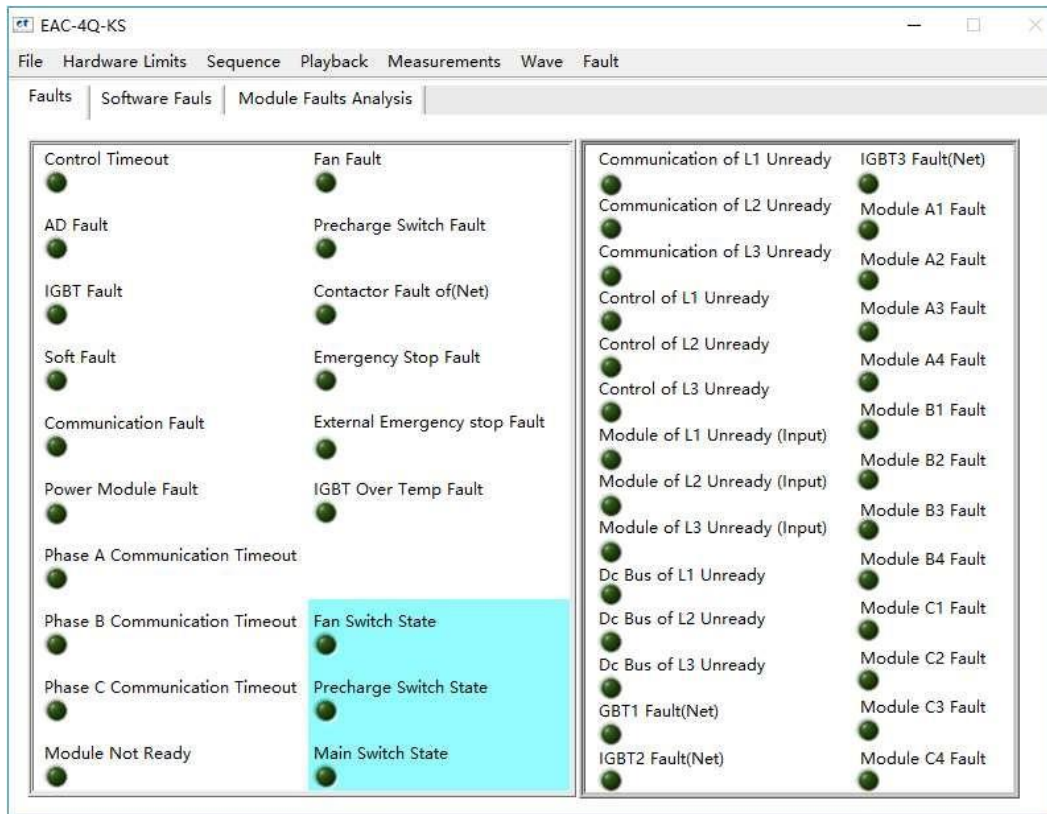 EAC-4Q-KS
File Hardware Limits Sequence Playback Measurements Wave Fault
Faults Software Fauls Module Faults Analysis
Control Timeout
AD Fault
IGBT Fault
Soft Fault
Communication Fault
Power Module Fault
Phase A Communication Timeout
Phase B Communication Timeout
Phase C Communication Timeout
Module Not Ready
Fan Fault
Precharge Switch Fault
Contactor Fault of(Net)
Emergency Stop Fault
External Emergency stop Fault
IGBT Over Temp Fault
Fan Switch State
Precharge Switch State
Main Switch State
Communication of L1 Unready
Communication of L2 Unready
Communication of L3 Unready
Control of L1 Unready
Control of L2 Unready
Control of L3 Unready
Module of L1 Unready (Input)
Module of L2 Unready (Input)
Module of L3 Unready (Input)
Dc Bus of L1 Unready
Dc Bus of L2 Unready
Dc Bus of L3 Unready
GBT1 Fault(Net)
IGBT2 Fault(Net)
IGBT3 Fault(Net)
Module A1 Fault
Module A2 Fault
Module A3 Fault
Module A4 Fault
Module B1 Fault
Module B2 Fault
Module B3 Fault
Module B4 Fault
Module C1 Fault
Module C2 Fault
Module C3 Fault
Module C4 Fault